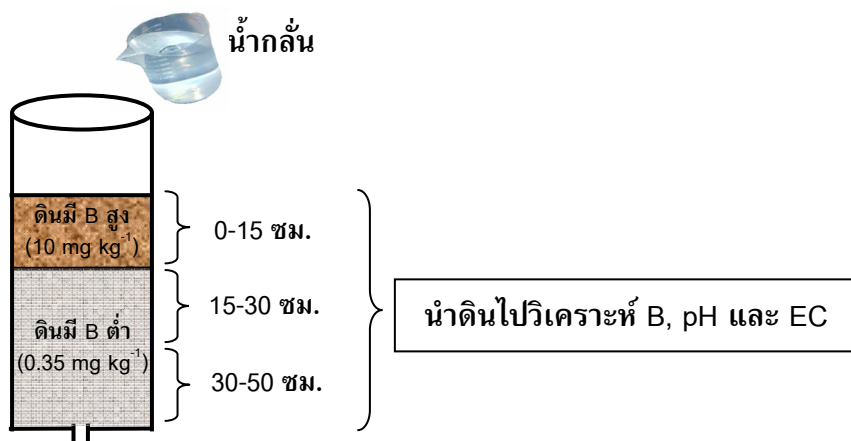 น้ำกลั่น
ดินมี B สูง
(10 mg kg⁻¹)
0-15 ซม.
15-30 ซม.
ดินมี B ต่ำ
(0.35 mg kg⁻¹)
30-50 ซม.
นำดินไปวิเคราะห์ B, pH และ EC